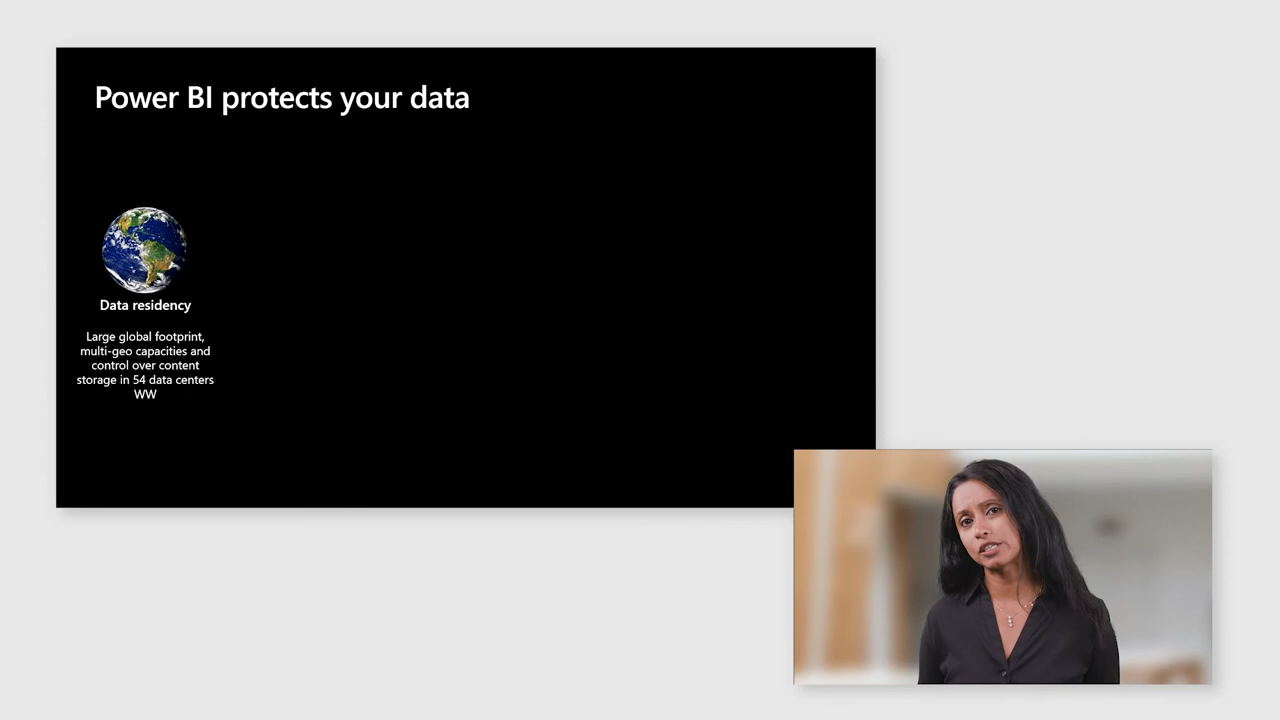 Power BI protects your data
Data residency
Large global footprint,
multi-geo capacities and
control over content
storage in 54 data centers
WW